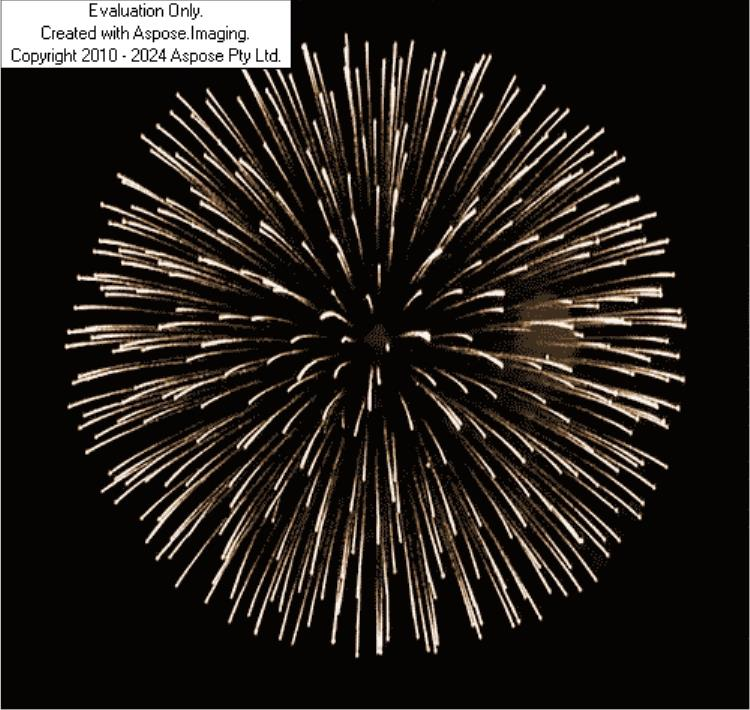 Evaluation Only.
Created with Aspose.Imaging.
Copyright 2010 - 2024 Aspose Pty Ltd.